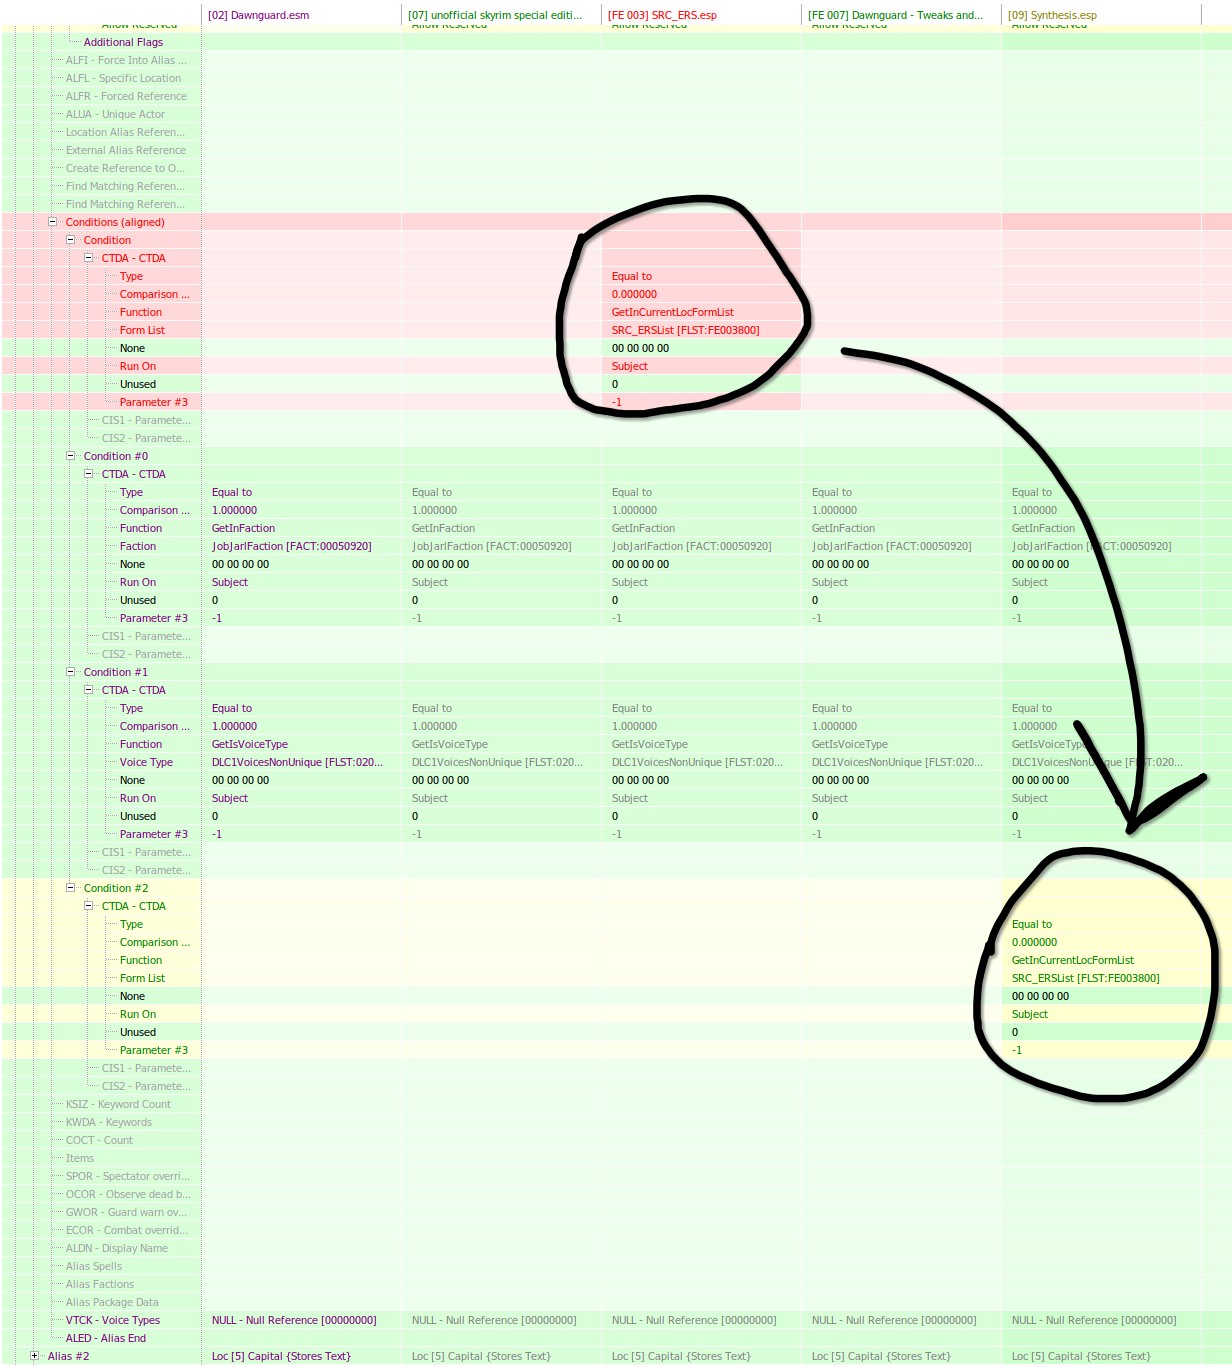 [02] Dawnguard.esm [07] unofficial skyrim special editi... [FE 003] SRC_ERS.esp [FE 007] Dawnguard - Tweaks and... [09] Synthesis.esp
Allow Reserved Allow Reserved Allow Reserved Allow Reserved Allow Reserved
Additional Flags
ALFI - Force Into Alias ...
ALFL - Specific Location
ALFR - Forced Reference
ALUA - Unique Actor
Location Alias Referen...
External Alias Reference
Create Reference to O...
Find Matching Referen...
Find Matching Referen...
Conditions (aligned)
Condition
CTDA - CTDA
Type Equal to
Comparison ... 0.000000
Function GetInCurrentLocFormList
Form List SRC_ERSList [FLST:FE003800]
None 00 00 00 00
Run On Subject
Unused 0
Parameter #3 -1
CIS1 - Paramete...
CIS2 - Paramete...
Condition #0
CTDA - CTDA
Type Equal to Equal to Equal to Equal to Equal to
Comparison ... 1.000000 1.000000 1.000000 1.000000 1.000000
Function GetInFaction GetInFaction GetInFaction GetInFaction GetInFaction
Faction JobJarlFaction [FACT:00050920] JobJarlFaction [FACT:00050920] JobJarlFaction [FACT:00050920] JobJarlFaction [FACT:00050920] JobJarlFaction [FACT:00050920]
None 00 00 00 00 00 00 00 00 00 00 00 00 00 00 00 00 00 00 00 00
Run On Subject Subject Subject Subject Subject
Unused 0 0 0 0 0
Parameter #3 -1 -1 -1 -1 -1
CIS1 - Paramete...
CIS2 - Paramete...
Condition #1
CTDA - CTDA
Type Equal to Equal to Equal to Equal to Equal to
Comparison ... 1.000000 1.000000 1.000000 1.000000 1.000000
Function GetIsVoiceType GetIsVoiceType GetIsVoiceType GetIsVoiceType GetIsVoiceType
Voice Type DLC1VoicesNonUnique [FLST:020... DLC1VoicesNonUnique [FLST:020... DLC1VoicesNonUnique [FLST:020... DLC1VoicesNonUnique [FLST:020... DLC1VoicesNonUnique [FLST:020...
None 00 00 00 00 00 00 00 00 00 00 00 00 00 00 00 00 00 00 00 00
Run On Subject Subject Subject Subject Subject
Unused 0 0 0 0 0
Parameter #3 -1 -1 -1 -1 -1
CIS1 - Paramete...
CIS2 - Paramete...
Condition #2
CTDA - CTDA
Type Equal to
Comparison ... 0.000000
Function GetInCurrentLocFormList
Form List SRC_ERSList [FLST:FE003800]
None 00 00 00 00
Run On Subject
Unused 0
Parameter #3 -1
CIS1 - Paramete...
CIS2 - Paramete...
KSIZ - Keyword Count
KWDA - Keywords
COCT - Count
Items
SPOR - Spectator overri...
OCOR - Observe dead b...
GWOR - Guard warn ov...
ECOR - Combat overrid...
ALDN - Display Name
Alias Spells
Alias Factions
Alias Package Data
VTCK - Voice Types NULL - Null Reference [00000000] NULL - Null Reference [00000000] NULL - Null Reference [00000000] NULL - Null Reference [00000000] NULL - Null Reference [00000000]
ALED - Alias End
Alias #2 Loc [5] Capital {Stores Text} Loc [5] Capital {Stores Text} Loc [5] Capital {Stores Text} Loc [5] Capital {Stores Text} Loc [5] Capital {Stores Text}